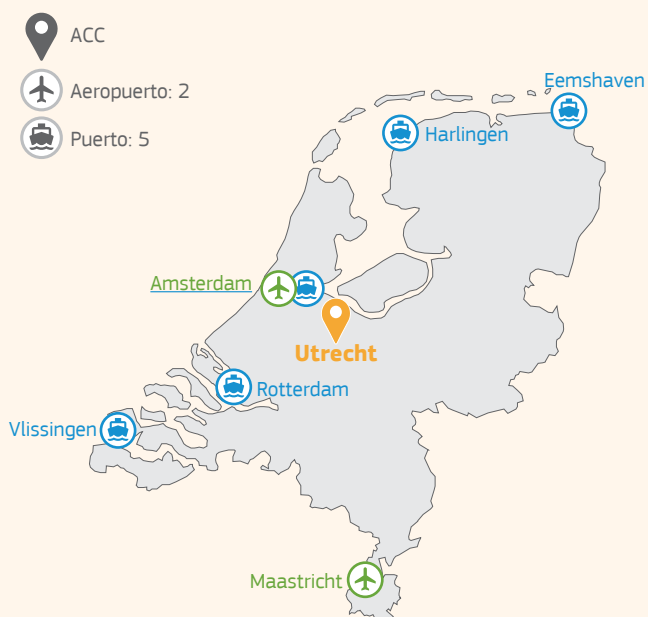 ACC
Aeropuerto: 2
Puerto: 5
Eemshaven
Harlingen
Amsterdam
Utrecht
Rotterdam
Vlissingen
Maastricht